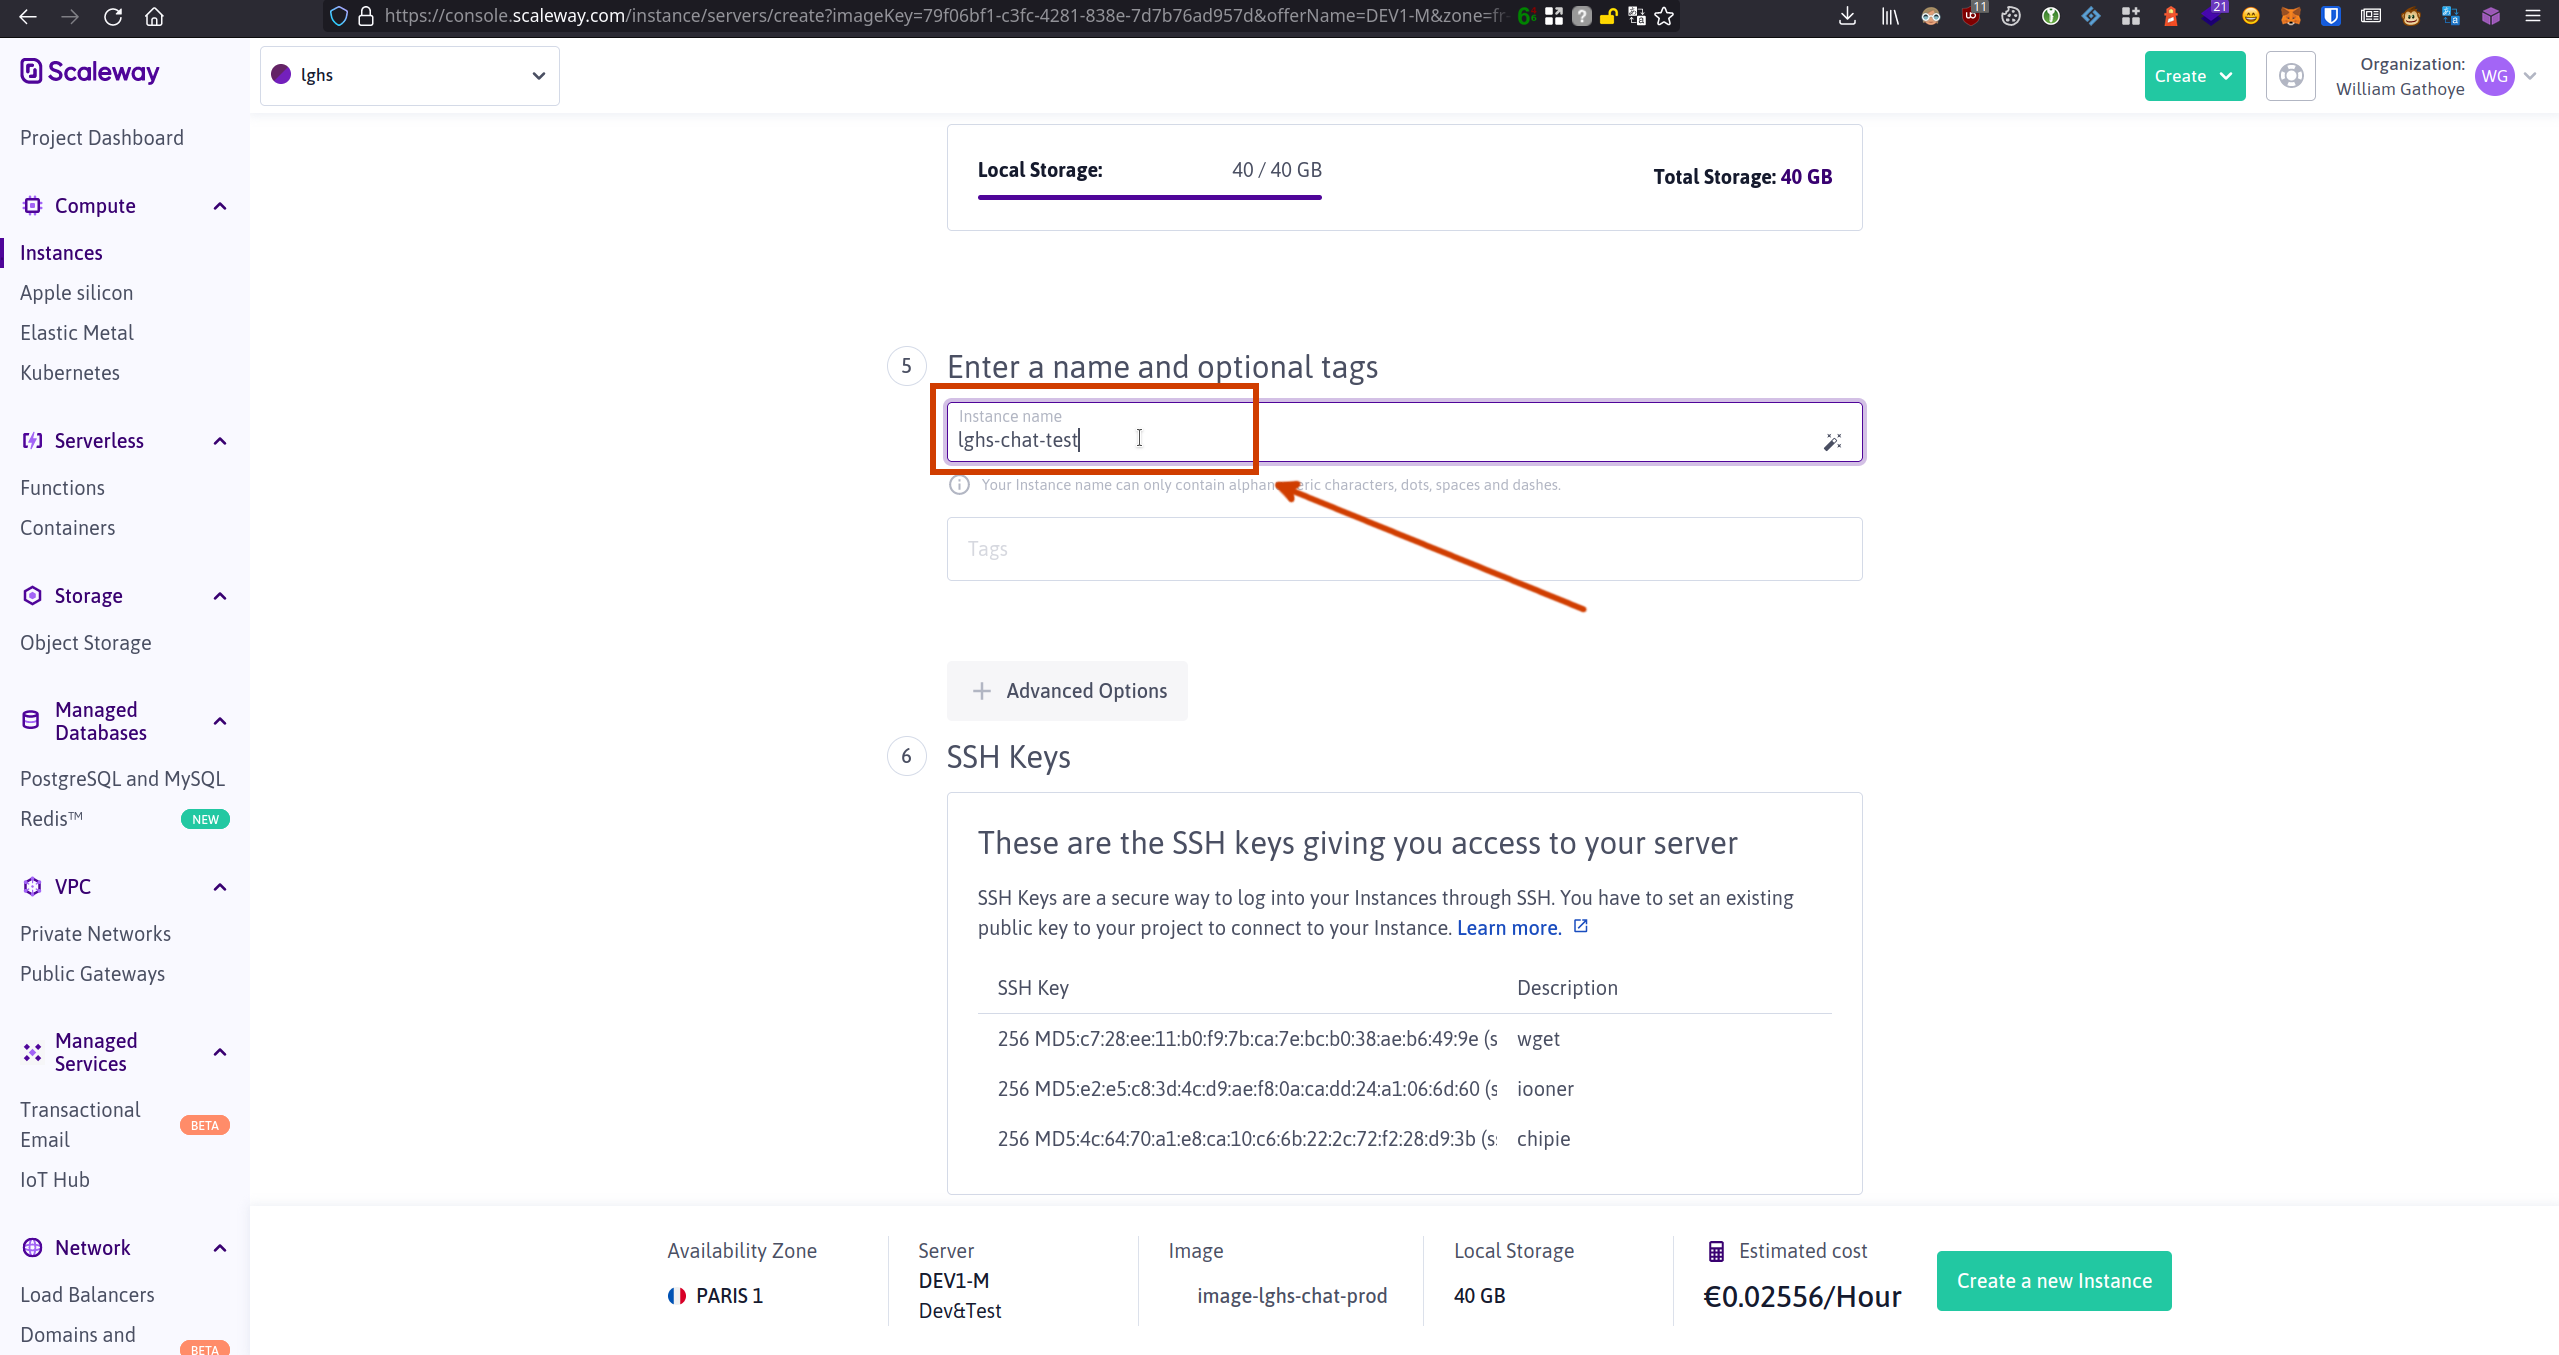 https://console.scaleway.com/instance/servers/create?imageKey=79f06bf1-c3fc-4281-838e-7d7b76ad957d&offerName=DEV1-M&zone=fr-
11
21
Scaleway
lghs
Create
Organization:
William Gathoye
WG
Project Dashboard
Compute
Instances
Apple silicon
Elastic Metal
Kubernetes
Serverless
Functions
Containers
Storage
Object Storage
Managed
Databases
PostgreSQL and MySQL
Redis™ NEW
VPC
Private Networks
Public Gateways
Managed
Services
Transactional
Email BETA
IoT Hub
Network
Load Balancers
Domains and
BETA
Local Storage: 40 / 40 GB
Total Storage: 40 GB
5 Enter a name and optional tags
Instance name
lghs-chat-test
Your Instance name can only contain alphan eric characters, dots, spaces and dashes.
Tags
+ Advanced Options
6 SSH Keys
These are the SSH keys giving you access to your server
SSH Keys are a secure way to log into your Instances through SSH. You have to set an existing
public key to your project to connect to your Instance. Learn more.
SSH Key Description
256 MD5:c7:28:ee:11:b0:f9:7b:ca:7e:bc:b0:38:ae:b6:49:9e (s wget
256 MD5:e2:e5:c8:3d:4c:d9:ae:f8:0a:ca:dd:24:a1:06:6d:60 (s iooner
256 MD5:4c:64:70:a1:e8:ca:10:c6:6b:22:2c:72:f2:28:d9:3b (s chipie
Availability Zone
PARIS 1
Server
DEV1-M
Dev&Test
Image
image-lghs-chat-prod
Local Storage
40 GB
Estimated cost
€0.02556/Hour
Create a new Instance